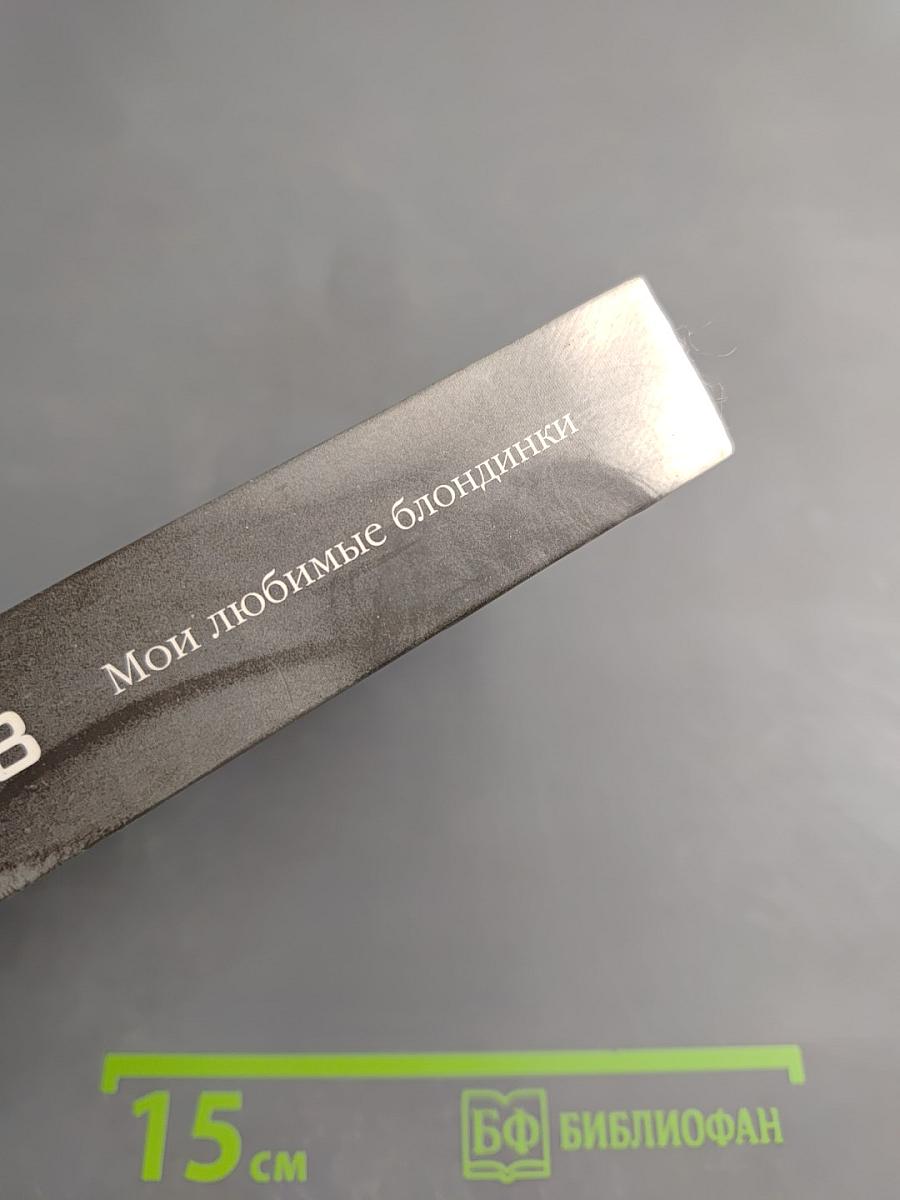 Мои любимые блондинки
в
15 см
БФ БИБЛИОФАН